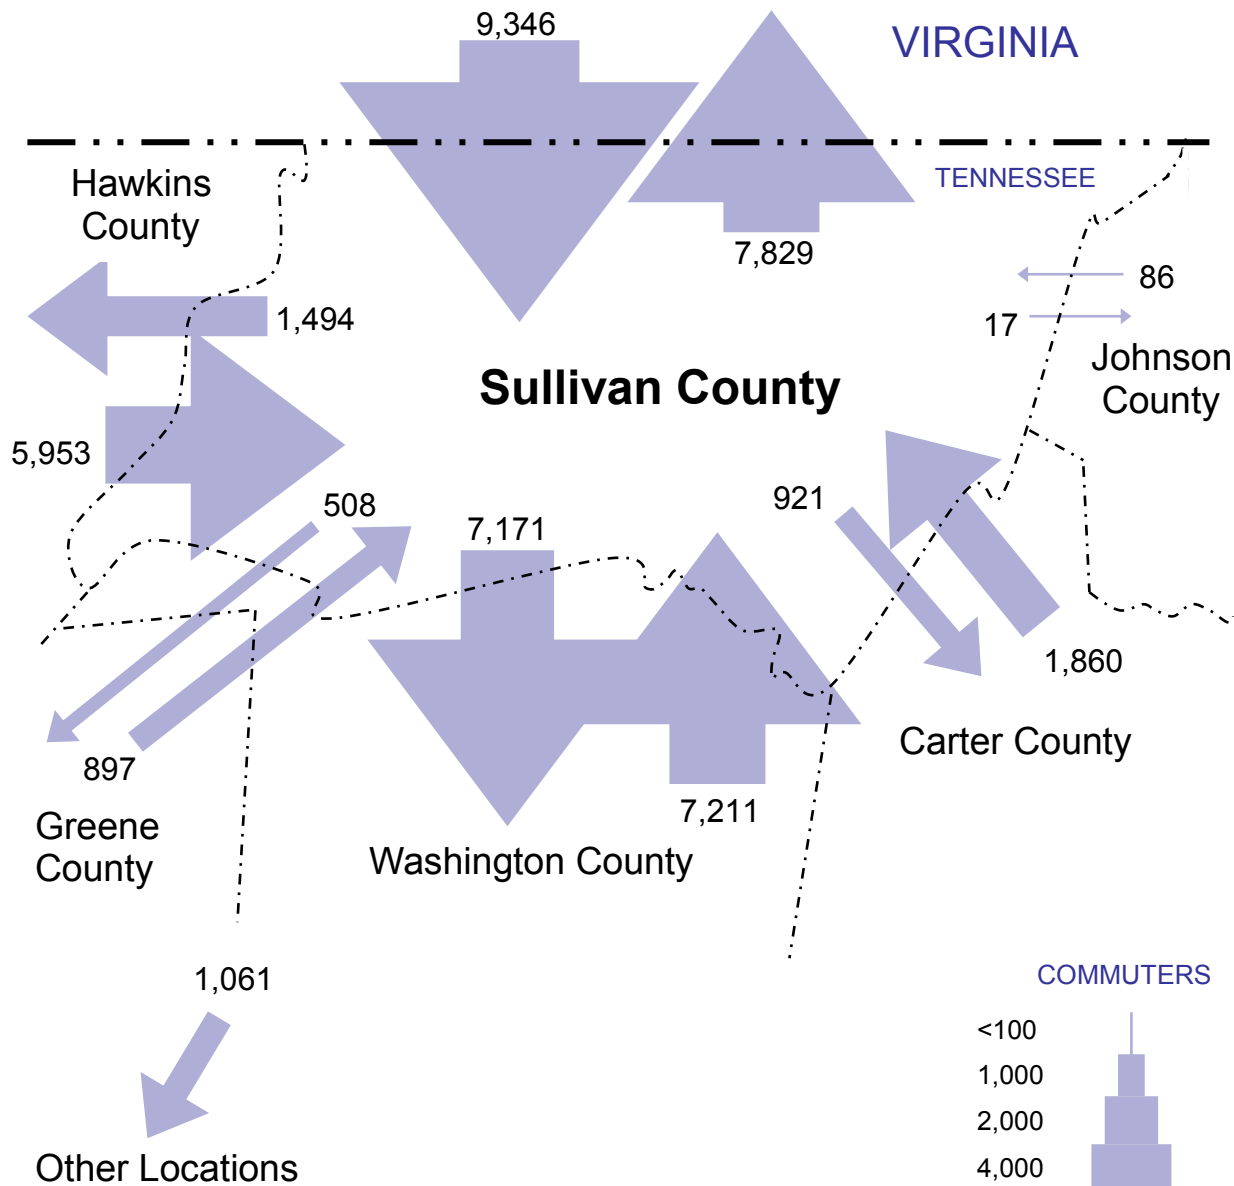 9,346
VIRGINIA
Hawkins
County
TENNESSEE
7,829
86
1,494
17
Johnson
County
Sullivan County
5,953
508
921
7,171
1,860
Carter County
897
7,211
Greene
County
Washington County
1,061
COMMUTERS
<100
1,000
2,000
4,000
Other Locations